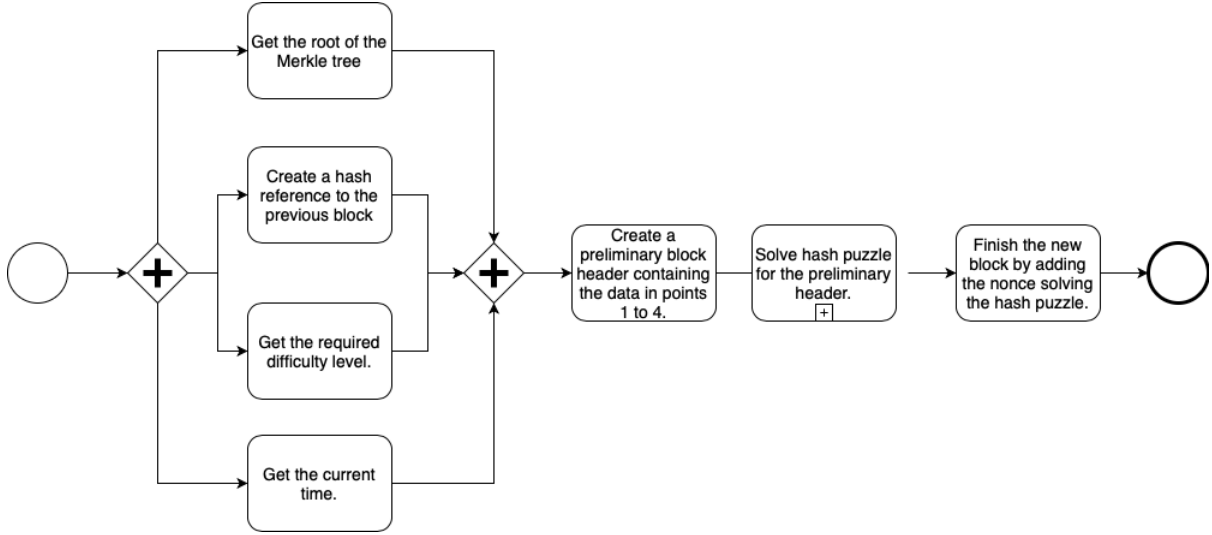 Get the root of the
Merkle tree
Create a hash
reference to the
previous block
Get the required
difficulty level.
Get the current
time.
Create a
preliminary block
header containing
the data in points
1 to 4.
Solve hash puzzle
for the preliminary
header.
Finish the new
block by adding
the nonce solving
the hash puzzle.